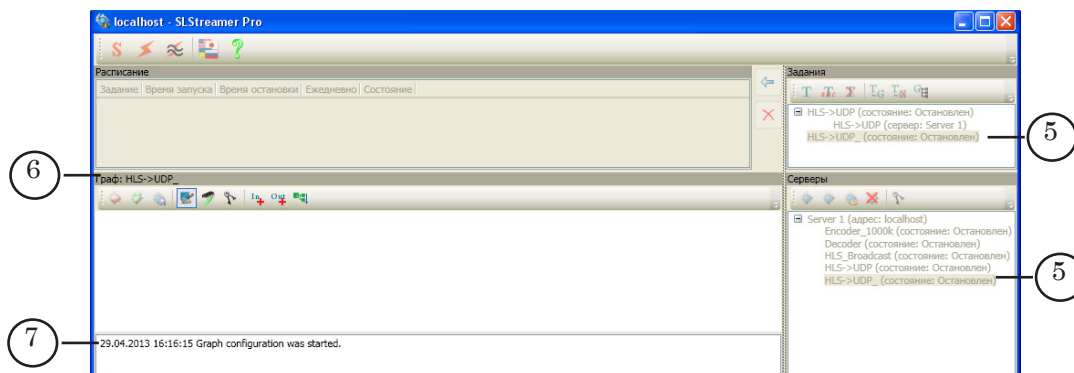 localhost - SLStreamer Pro
Расписание
Задание Время запуска Время остановки Ежедневно Состояние
Задания
HLS->UDP (состояние: Остановлен)
HLS->UDP (сервер: Server 1)
HLS->UDP_ (состояние: Остановлен)
5
6
Граф: HLS->UDP_
In Out
Серверы
Server 1 (адрес: localhost)
Encoder_1000k (состояние: Остановлен)
Decoder (состояние: Остановлен)
HLS_Broadcast (состояние: Остановлен)
HLS->UDP (состояние: Остановлен)
HLS->UDP_ (состояние: Остановлен)
5
7
29.04.2013 16:16:15 Graph configuration was started.